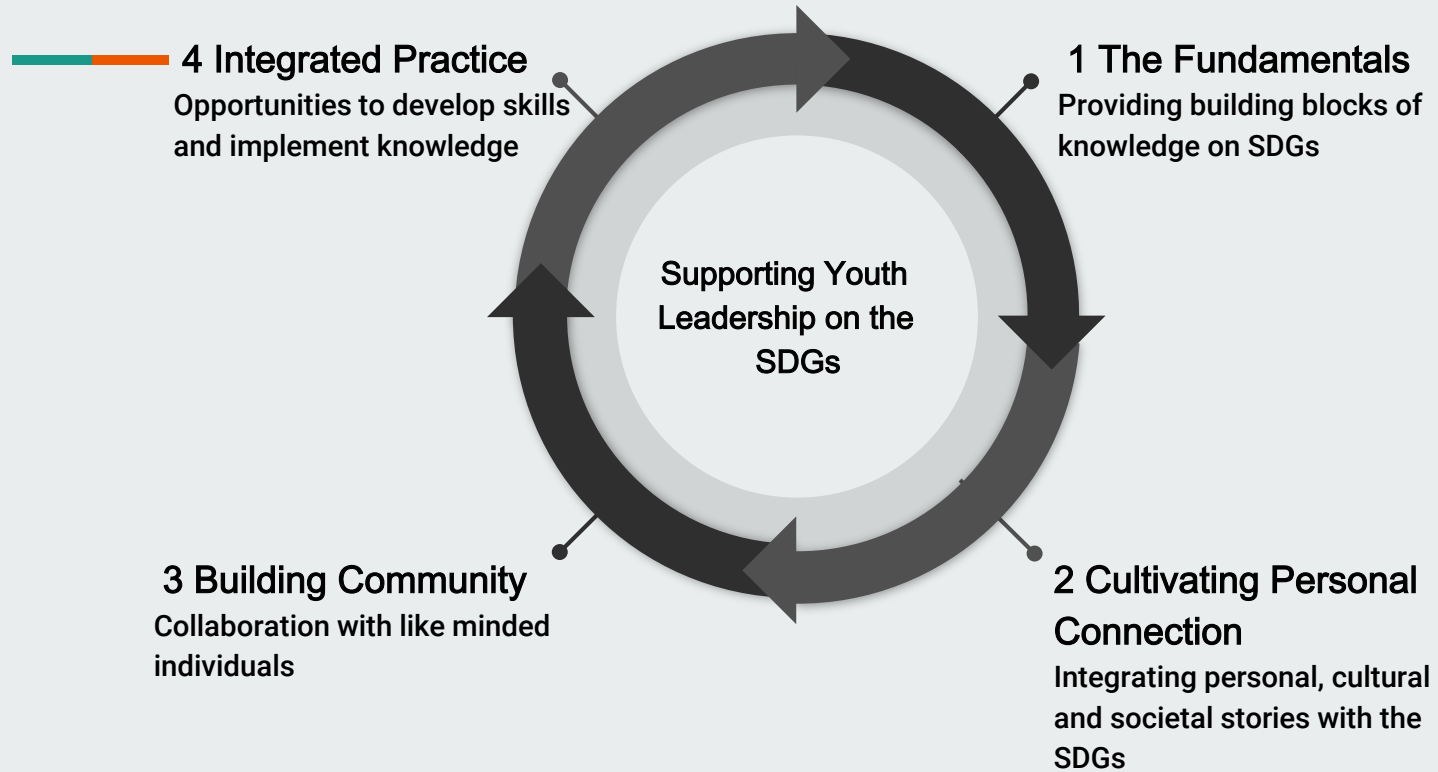 4 Integrated Practice
Opportunities to develop skills
and implement knowledge
1 The Fundamentals
Providing building blocks of
knowledge on SDGs
Supporting Youth
Leadership on the
SDGs
3 Building Community
Collaboration with like minded
individuals
2 Cultivating Personal
Connection
Integrating personal, cultural
and societal stories with the
SDGs